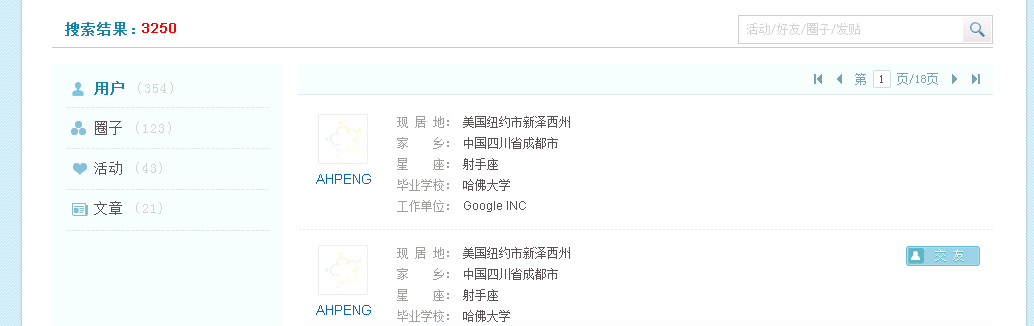 搜索结果：3250
活动/好友/圈子/发贴
用户 (354)
圈子 (123)
活动 (43)
文章 (21)
第 1 页/18页
AHPENG
现居地： 美国纽约市新泽西州
家乡： 中国四川省成都市
星座： 射手座
毕业学校： 哈佛大学
工作单位： Google INC
AHPENG
现居地： 美国纽约市新泽西州
家乡： 中国四川省成都市
星座： 射手座
毕业学校： 哈佛大学
交友